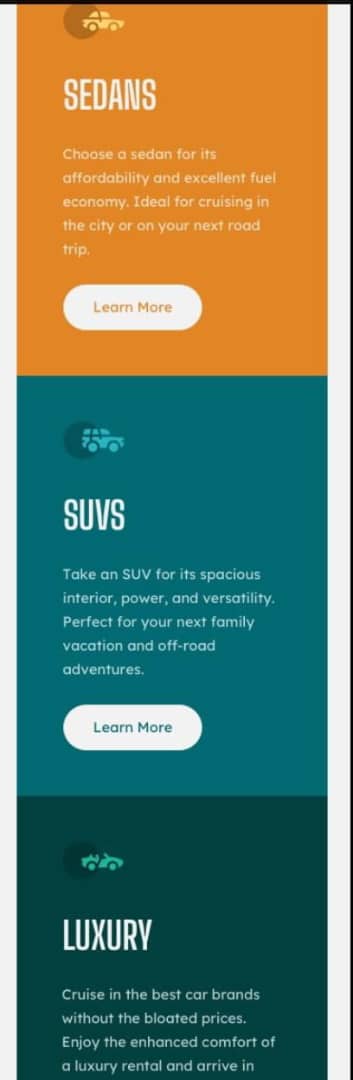 SEDANS
Choose a sedan for its
affordability and excellent fuel
economy. Ideal for cruising in
the city or on your next road
trip.
Learn More
SUVS
Take an SUV for its spacious
interior, power, and versatility.
Perfect for your next family
vacation and off-road
adventures.
Learn More
LUXURY
Cruise in the best car brands
without the bloated prices.
Enjoy the enhanced comfort of
a luxury rental and arrive in